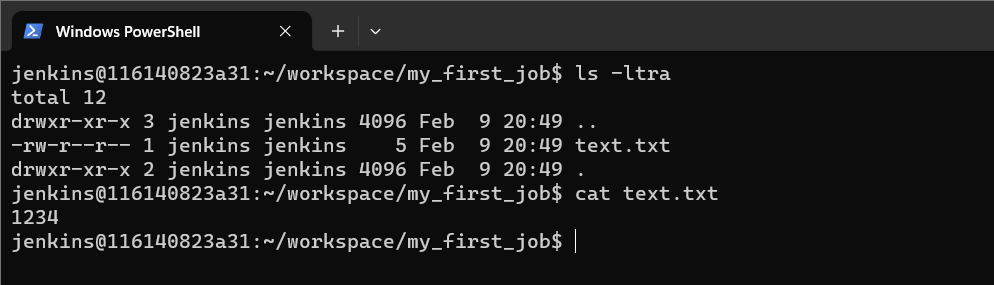 Windows PowerShell
jenkins@116140823a31:~/workspace/my_first_job$ ls -ltra
total 12
drwxr-xr-x 3 jenkins jenkins 4096 Feb  9 20:49 ..
-rw-r--r-- 1 jenkins jenkins    5 Feb  9 20:49 text.txt
drwxr-xr-x 2 jenkins jenkins 4096 Feb  9 20:49 .
jenkins@116140823a31:~/workspace/my_first_job$ cat text.txt
1234
jenkins@116140823a31:~/workspace/my_first_job$